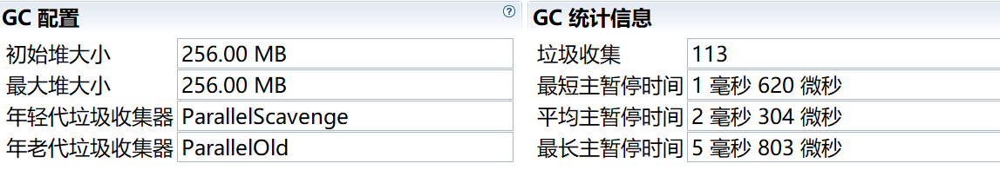 GC 配置
初始堆大小 256.00 MB
最大堆大小 256.00 MB
年轻代垃圾收集器 ParallelScavenge
年老代垃圾收集器 ParallelOld
GC 统计信息
垃圾收集 113
最短主暂停时间 1 毫秒 620 微秒
平均主暂停时间 2 毫秒 304 微秒
最长主暂停时间 5 毫秒 803 微秒